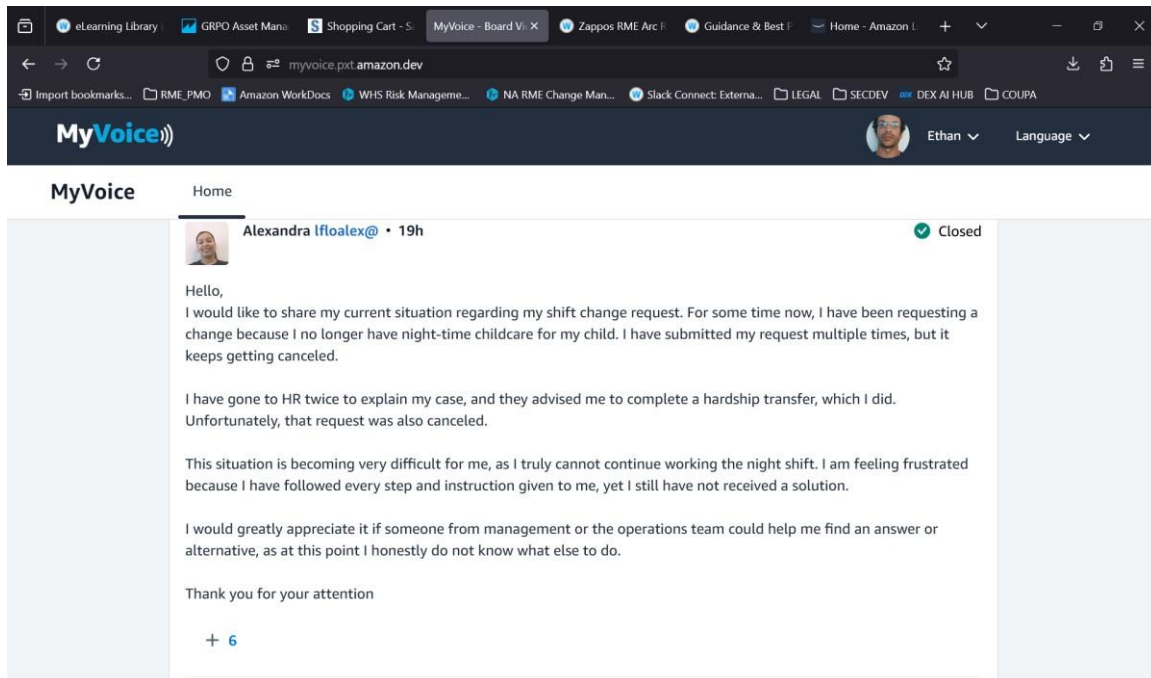 eLearning Library
GRPO Asset Mana
Shopping Cart - S
MyVoice - Board Vi
Zappos RME Arc R
Guidance & Best P
Home - Amazon L
myvoice.pxt.amazon.dev
Import bookmarks...
RME_PMO
Amazon WorkDocs
WHS Risk Manageme...
NA RME Change Man...
Slack Connect: Externa...
LEGAL
SECDEV
DEX AI HUB
COUPA
MyVoice
Ethan
Language
MyVoice
Home
Alexandra lfloalex@ • 19h
Closed
Hello,
I would like to share my current situation regarding my shift change request. For some time now, I have been requesting a
change because I no longer have night-time childcare for my child. I have submitted my request multiple times, but it
keeps getting canceled.
I have gone to HR twice to explain my case, and they advised me to complete a hardship transfer, which I did.
Unfortunately, that request was also canceled.
This situation is becoming very difficult for me, as I truly cannot continue working the night shift. I am feeling frustrated
because I have followed every step and instruction given to me, yet I still have not received a solution.
I would greatly appreciate it if someone from management or the operations team could help me find an answer or
alternative, as at this point I honestly do not know what else to do.
Thank you for your attention
+ 6